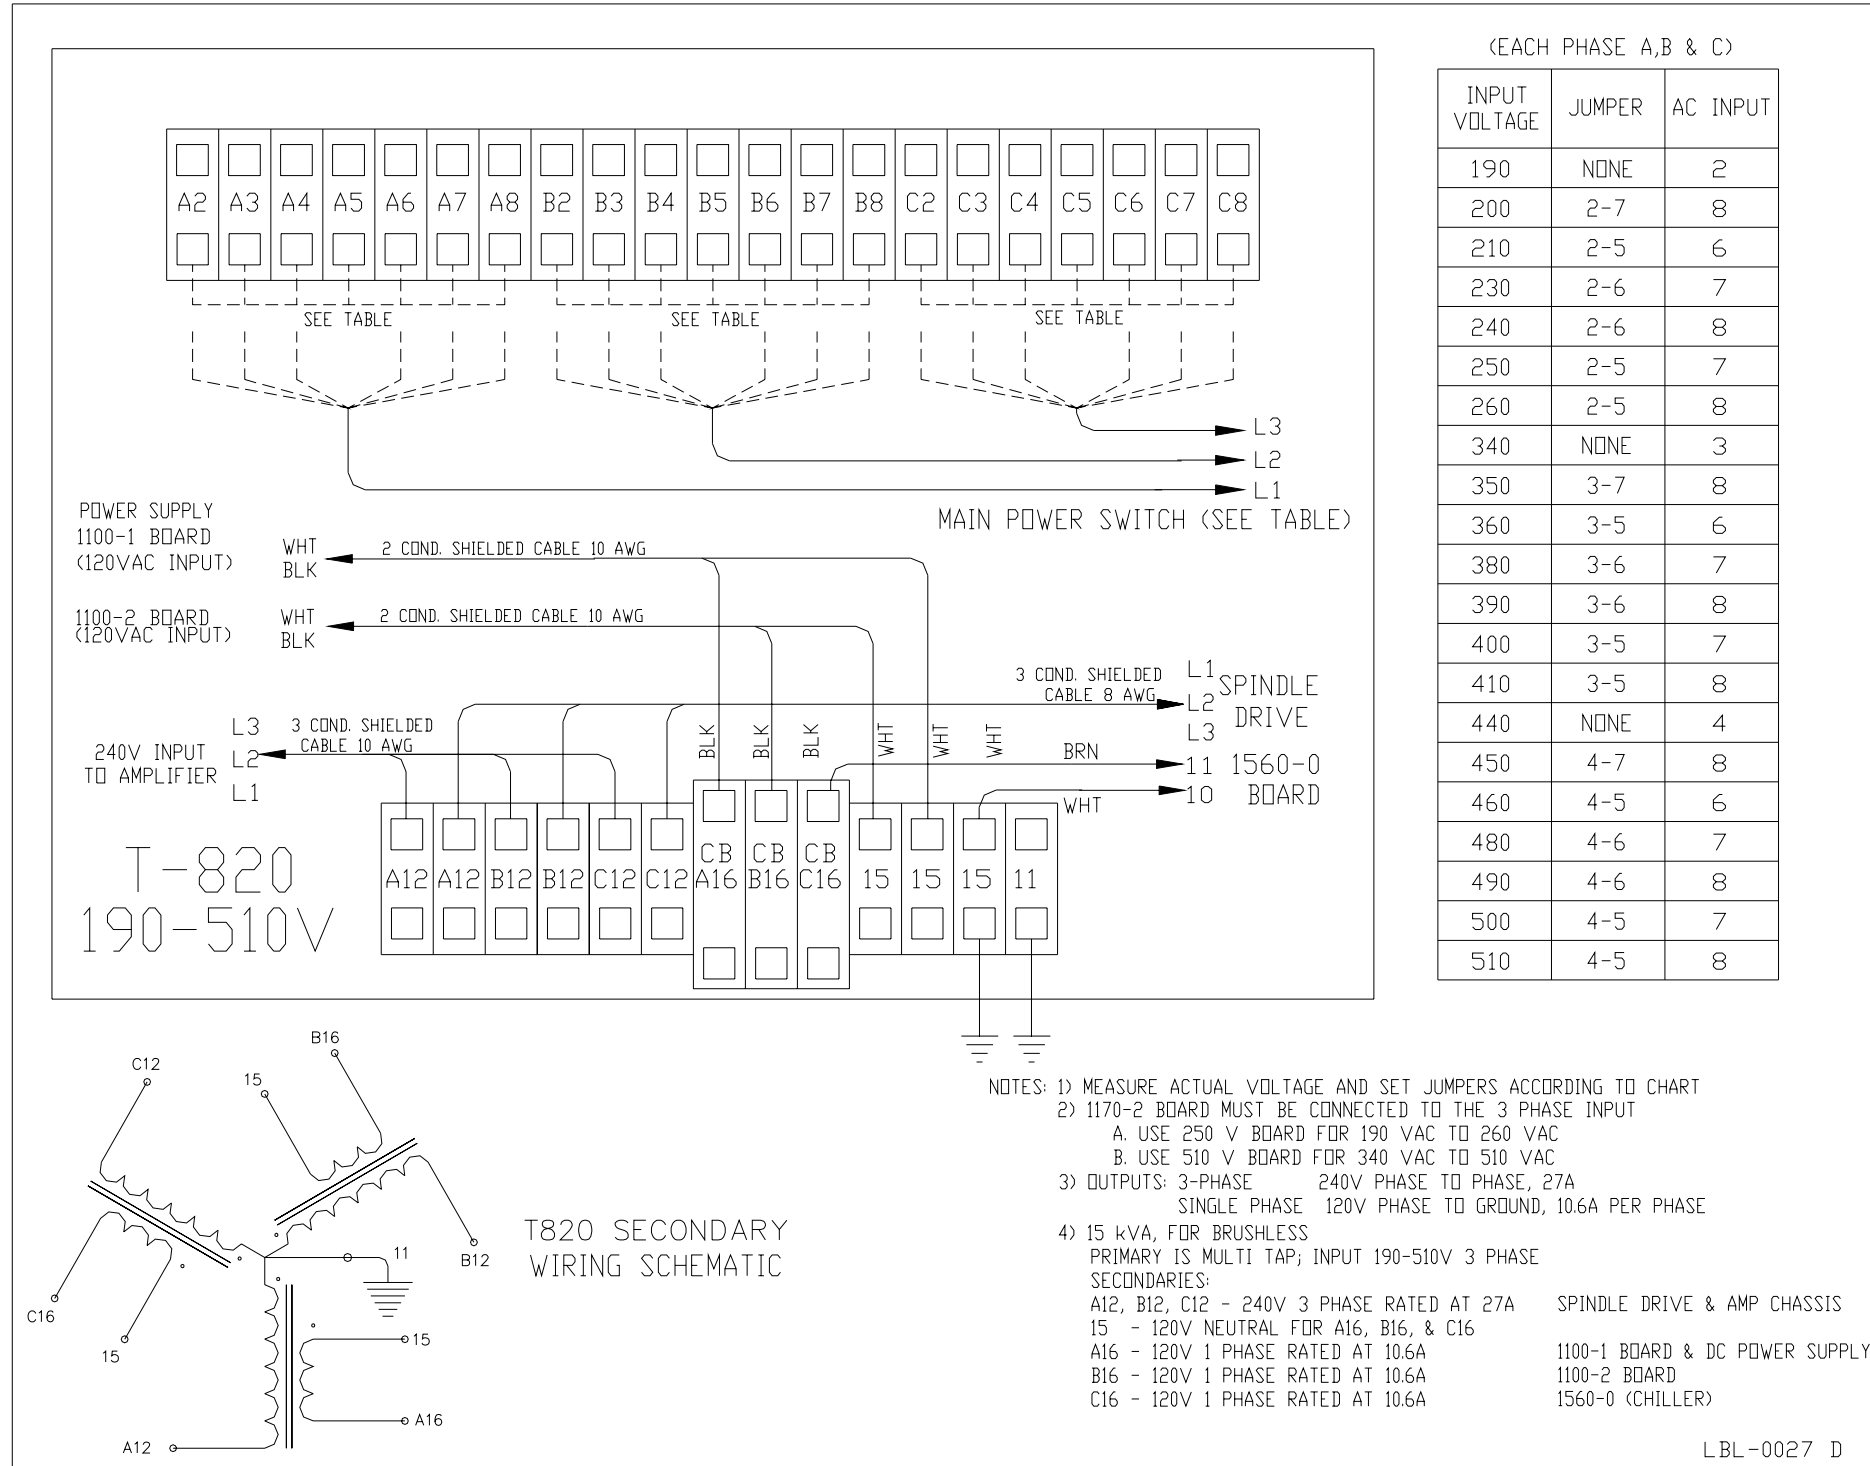 (EACH PHASE A,B & C)
INPUT VOLTAGE JUMPER AC INPUT
190 NONE 2
200 2-7 8
210 2-5 6
230 2-6 7
240 2-6 8
250 2-5 7
260 2-5 8
340 NONE 3
350 3-7 8
360 3-5 6
380 3-6 7
390 3-6 8
400 3-5 7
410 3-5 8
440 NONE 4
450 4-7 8
460 4-5 6
480 4-6 7
490 4-6 8
500 4-5 7
510 4-5 8
A2 A3 A4 A5 A6 A7 A8 B2 B3 B4 B5 B6 B7 B8 C2 C3 C4 C5 C6 C7 C8
SEE TABLE SEE TABLE SEE TABLE
L3
L2
L1
MAIN POWER SWITCH (SEE TABLE)
POWER SUPPLY
1100-1 BOARD
(120VAC INPUT)
WHT
BLK
2 COND. SHIELDED CABLE 10 AWG
1100-2 BOARD
(120VAC INPUT)
WHT
BLK
2 COND. SHIELDED CABLE 10 AWG
3 COND. SHIELDED
CABLE 8 AWG
L1
L2
L3
SPINDLE
DRIVE
240V INPUT
TO AMPLIFIER
L3
L2
L1
3 COND. SHIELDED
CABLE 10 AWG
BLK BLK BLK WHT WHT WHT
BRN
WHT
11 1560-0
10 BOARD
T-820
190-510V
A12 A12 B12 B12 C12 C12 CB A16 CB B16 CB C16 15 15 15 11
B16
C12
15
11
B12
C16
15
15
A16
A12
T820 SECONDARY
WIRING SCHEMATIC
NOTES: 1) MEASURE ACTUAL VOLTAGE AND SET JUMPERS ACCORDING TO CHART
2) 1170-2 BOARD MUST BE CONNECTED TO THE 3 PHASE INPUT
A. USE 250 V BOARD FOR 190 VAC TO 260 VAC
B. USE 510 V BOARD FOR 340 VAC TO 510 VAC
3) OUTPUTS: 3-PHASE 240V PHASE TO PHASE, 27A
SINGLE PHASE 120V PHASE TO GROUND, 10.6A PER PHASE
4) 15 kVA, FOR BRUSHLESS
PRIMARY IS MULTI TAP; INPUT 190-510V 3 PHASE
SECONDARIES:
A12, B12, C12 - 240V 3 PHASE RATED AT 27A SPINDLE DRIVE & AMP CHASSIS
15 - 120V NEUTRAL FOR A16, B16, & C16
A16 - 120V 1 PHASE RATED AT 10.6A 1100-1 BOARD & DC POWER SUPPLY
B16 - 120V 1 PHASE RATED AT 10.6A 1100-2 BOARD
C16 - 120V 1 PHASE RATED AT 10.6A 1560-0 (CHILLER)
LBL-0027 D